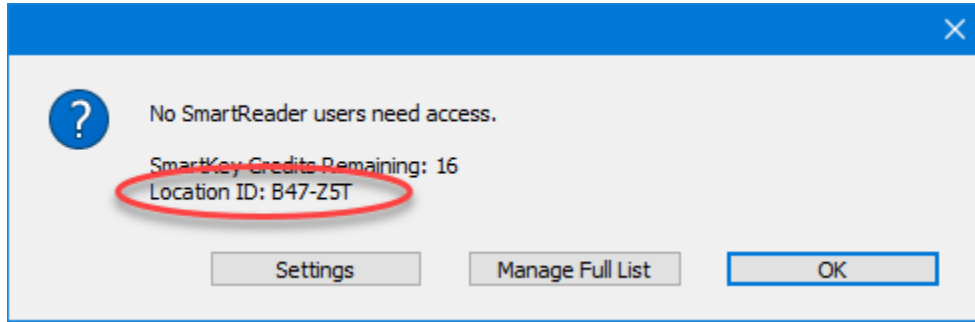 No SmartReader users need access.
SmartKey Credits Remaining: 16
Location ID: B47-Z5T
Settings Manage Full List OK